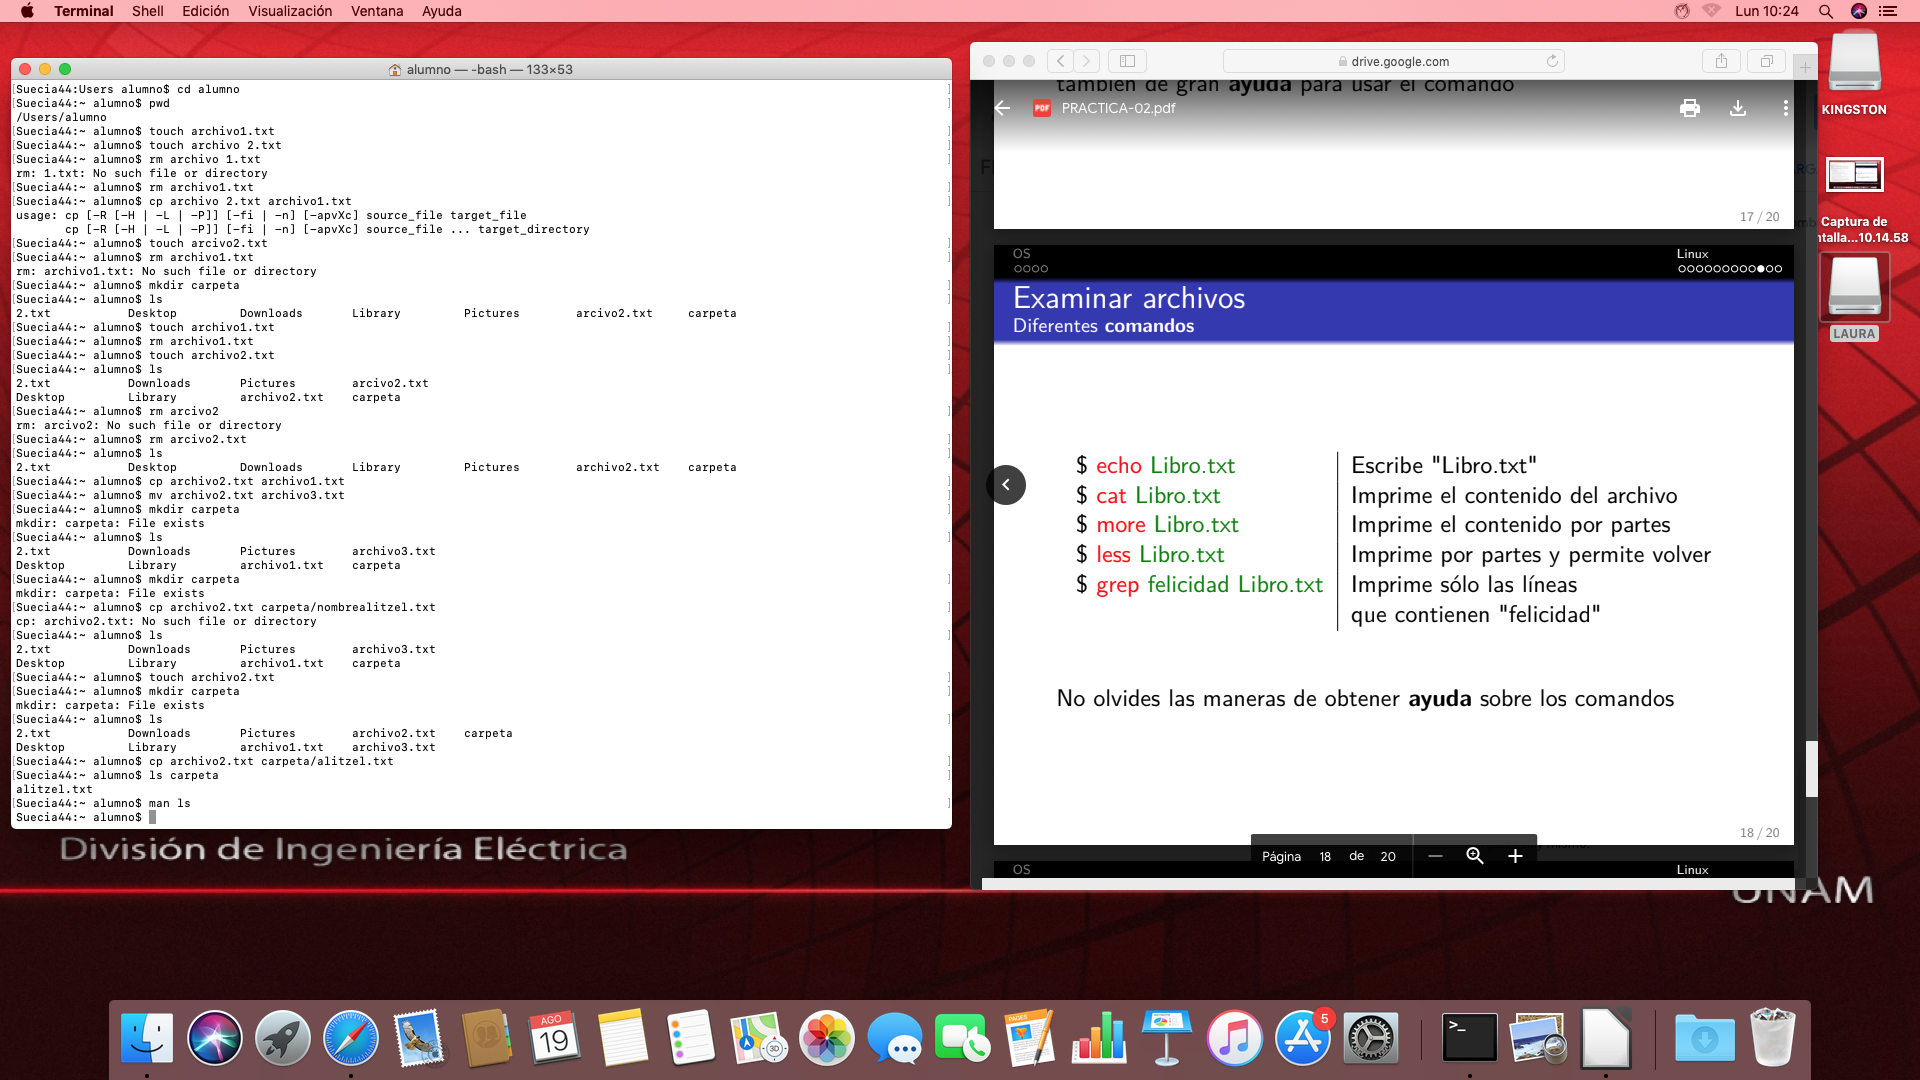 Terminal Shell Edición Visualización Ventana Ayuda
Lun 10:24
alumno — -bash — 133×53
[Suecia44:Users alumno$ cd alumno
[Suecia44:~ alumno$ pwd
/Users/alumno
[Suecia44:~ alumno$ touch archivo1.txt
[Suecia44:~ alumno$ touch archivo 2.txt
[Suecia44:~ alumno$ rm archivo 1.txt
rm: 1.txt: No such file or directory
[Suecia44:~ alumno$ rm archivo1.txt
[Suecia44:~ alumno$ cp archivo 2.txt archivo1.txt
usage: cp [-R [-H | -L | -P]] [-fi | -n] [-apvXc] source_file target_file
cp [-R [-H | -L | -P]] [-fi | -n] [-apvXc] source_file ... target_directory
[Suecia44:~ alumno$ touch arcivo2.txt
[Suecia44:~ alumno$ rm archivo1.txt
rm: archivo1.txt: No such file or directory
[Suecia44:~ alumno$ mkdir carpeta
[Suecia44:~ alumno$ ls
2.txt Desktop Downloads Library Pictures arcivo2.txt carpeta
[Suecia44:~ alumno$ touch archivo1.txt
[Suecia44:~ alumno$ rm archivo1.txt
[Suecia44:~ alumno$ touch archivo2.txt
[Suecia44:~ alumno$ ls
2.txt Downloads Pictures arcivo2.txt
Desktop Library archivo2.txt carpeta
[Suecia44:~ alumno$ rm arcivo2
rm: arcivo2: No such file or directory
[Suecia44:~ alumno$ rm arcivo2.txt
[Suecia44:~ alumno$ ls
2.txt Desktop Downloads Library Pictures archivo2.txt carpeta
[Suecia44:~ alumno$ cp archivo2.txt archivo1.txt
[Suecia44:~ alumno$ mv archivo2.txt archivo3.txt
[Suecia44:~ alumno$ mkdir carpeta
mkdir: carpeta: File exists
[Suecia44:~ alumno$ ls
2.txt Downloads Pictures archivo3.txt
Desktop Library archivo1.txt carpeta
[Suecia44:~ alumno$ mkdir carpeta
mkdir: carpeta: File exists
[Suecia44:~ alumno$ cp archivo2.txt carpeta/nombrealitzel.txt
cp: archivo2.txt: No such file or directory
[Suecia44:~ alumno$ ls
2.txt Downloads Pictures archivo3.txt
Desktop Library archivo1.txt carpeta
[Suecia44:~ alumno$ touch archivo2.txt
[Suecia44:~ alumno$ mkdir carpeta
mkdir: carpeta: File exists
[Suecia44:~ alumno$ ls
2.txt Downloads Pictures archivo2.txt carpeta
Desktop Library archivo1.txt archivo3.txt
[Suecia44:~ alumno$ cp archivo2.txt carpeta/alitzel.txt
[Suecia44:~ alumno$ ls carpeta
alitzel.txt
[Suecia44:~ alumno$ man ls
Suecia44:~ alumno$
División de Ingeniería Eléctrica
UNAM
drive.google.com
también de gran ayuda para usar el comando
PDF PRACTICA-02.pdf
17 / 20
OS Linux
Examinar archivos
Diferentes comandos
$ echo Libro.txt Escribe "Libro.txt"
$ cat Libro.txt Imprime el contenido del archivo
$ more Libro.txt Imprime el contenido por partes
$ less Libro.txt Imprime por partes y permite volver
$ grep felicidad Libro.txt Imprime sólo las líneas
que contienen "felicidad"
No olvides las maneras de obtener ayuda sobre los comandos
18 / 20
Página 18 de 20
OS Linux
KINGSTON
Captura de
ntalla...10.14.58
LAURA
AGO
19
3D
PAGES
5
>_